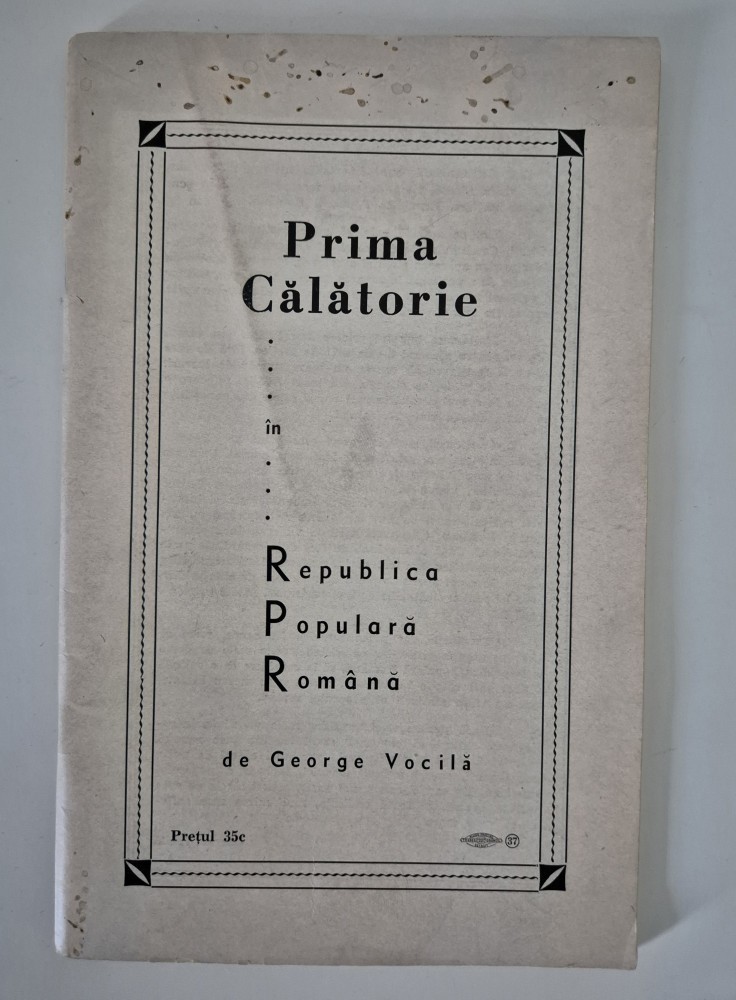 Prima
Călătorie
.
.
.
în
.
.
.
Republica
Populară
Română
de George Vocilă
Prețul 35c
37